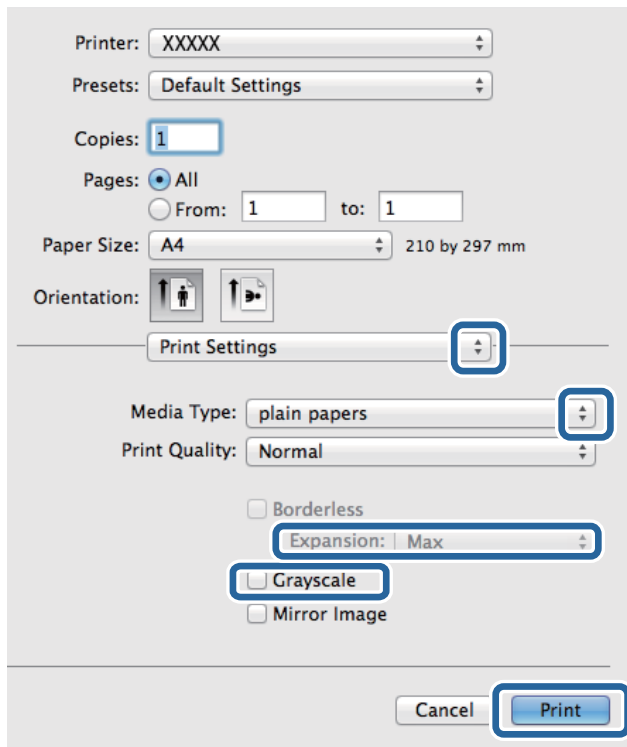 Printer: XXXXX
Presets: Default Settings
Copies: 1
Pages: All
From: 1 to: 1
Paper Size: A4 210 by 297 mm
Orientation:
Print Settings
Media Type: plain papers
Print Quality: Normal
Borderless
Expansion: Max
Grayscale
Mirror Image
Cancel Print